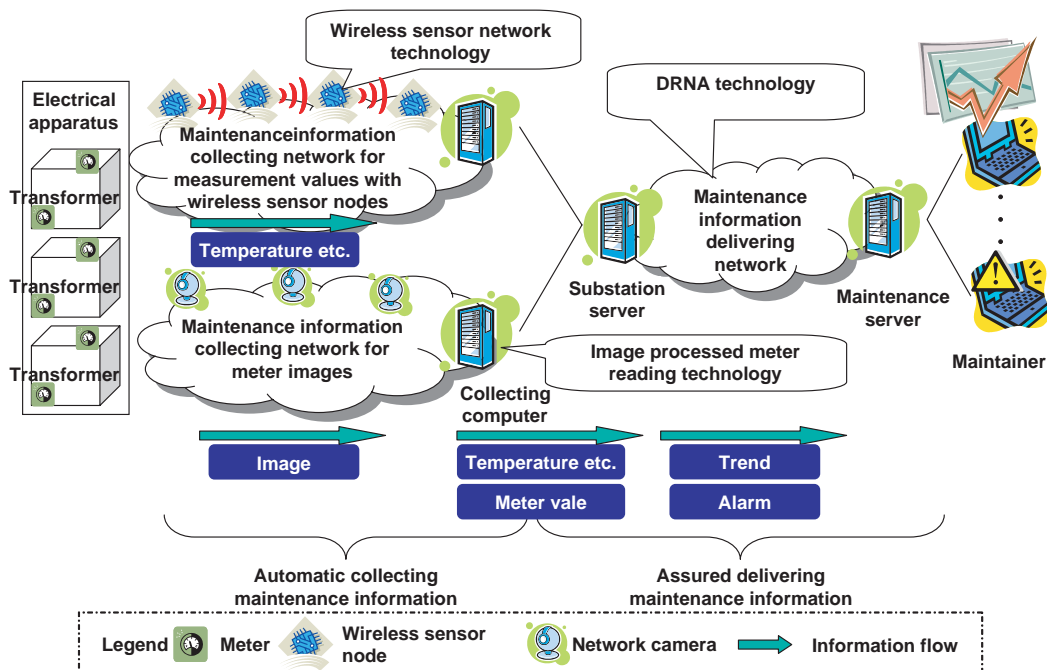 Wireless sensor network
technology
DRNA technology
Electrical
apparatus
Transformer
Transformer
Transformer
Maintenanceinformation
collecting network for
measurement values with
wireless sensor nodes
Temperature etc.
Maintenance information
collecting network for
meter images
Collecting
computer
Image
Substation
server
Maintenance
information
delivering
network
Maintenance
server
Maintainer
Image processed meter
reading technology
Temperature etc.
Meter vale
Trend
Alarm
Automatic collecting
maintenance information
Assured delivering
maintenance information
Legend
Meter
Wireless sensor
node
Network camera
Information flow